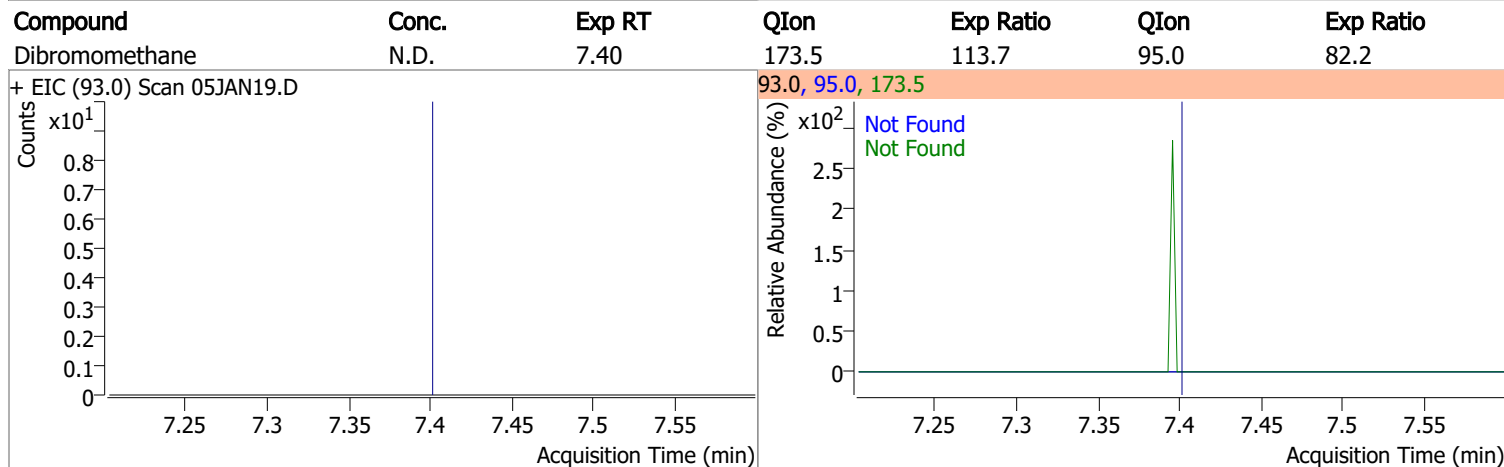 Compound Conc. Exp RT QIon Exp Ratio QIon Exp Ratio
Dibromomethane N.D. 7.40 173.5 113.7 95.0 82.2
+ EIC (93.0) Scan 05JAN19.D
Counts
x10¹
0.8
0.7
0.6
0.5
0.4
0.3
0.2
0.1
0
7.25 7.3 7.35 7.4 7.45 7.5 7.55
Acquisition Time (min)
93.0, 95.0, 173.5
Relative Abundance (%)
x10²
Not Found
Not Found
2.5
2
1.5
1
0.5
0
7.25 7.3 7.35 7.4 7.45 7.5 7.55
Acquisition Time (min)